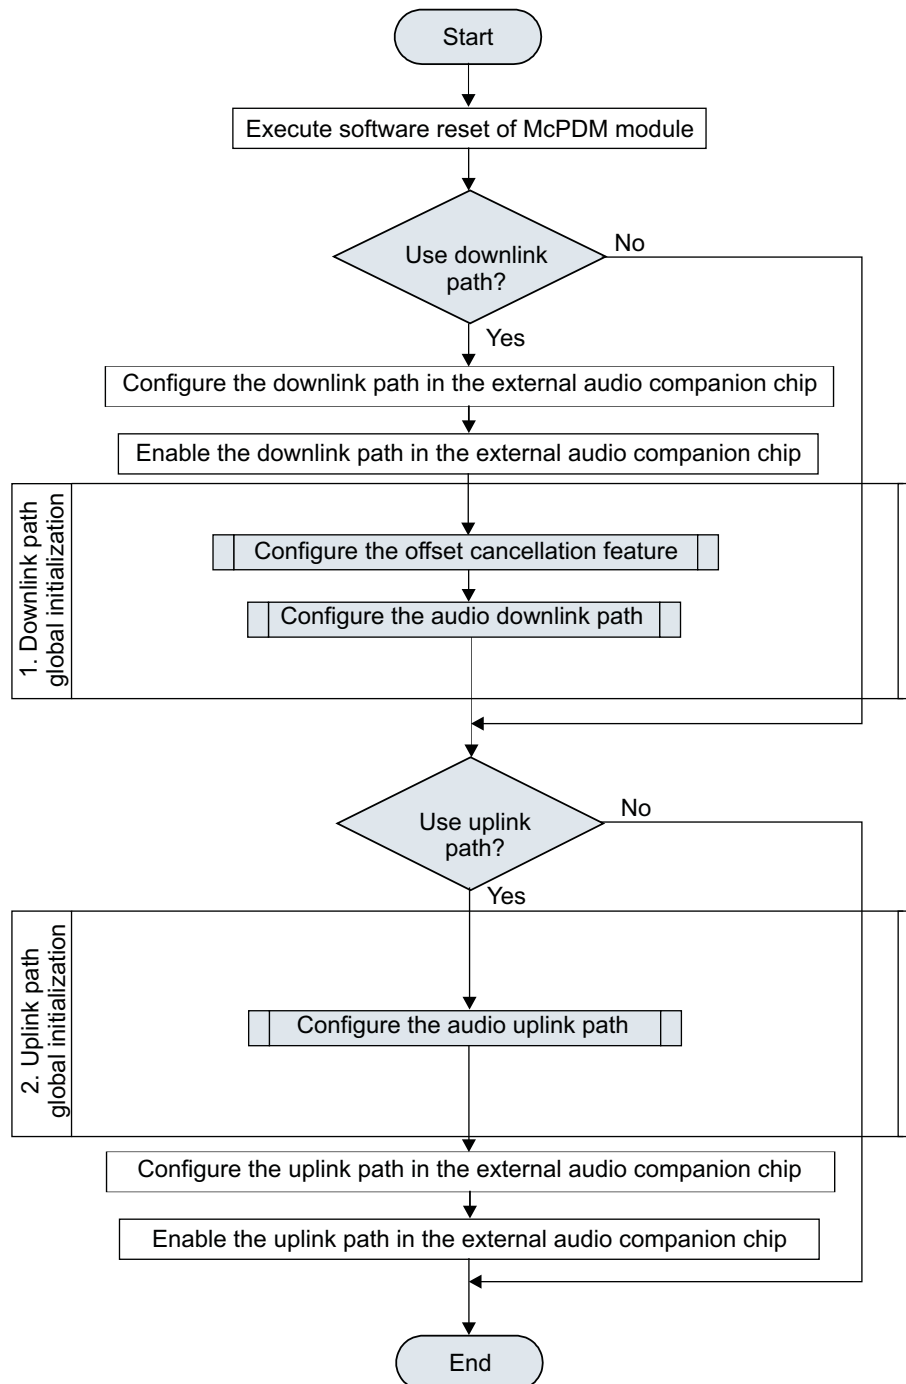 Start
Execute software reset of McPDM module
Use downlink
path?
No
Yes
Configure the downlink path in the external audio companion chip
Enable the downlink path in the external audio companion chip
1. Downlink path
global initialization
Configure the offset cancellation feature
Configure the audio downlink path
Use uplink
path?
No
Yes
2. Uplink path
global initialization
Configure the audio uplink path
Configure the uplink path in the external audio companion chip
Enable the uplink path in the external audio companion chip
End